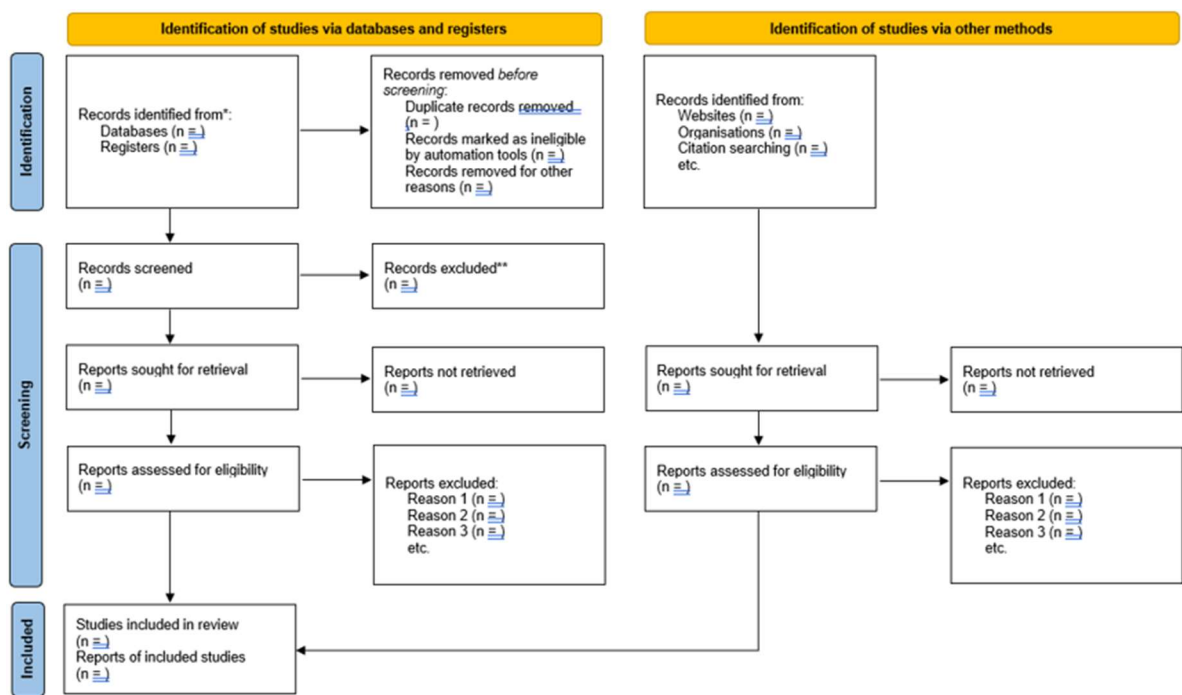 Identification of studies via databases and registers
Identification of studies via other methods
Identification
Records identified from*:
Databases (n = )
Registers (n = )
Records removed before
screening:
Duplicate records removed
(n = )
Records marked as ineligible
by automation tools (n = )
Records removed for other
reasons (n = )
Records identified from:
Websites (n = )
Organisations (n = )
Citation searching (n = )
etc.
Screening
Records screened
(n = )
Records excluded**
(n = )
Reports sought for retrieval
(n = )
Reports not retrieved
(n = )
Reports sought for retrieval
(n = )
Reports not retrieved
(n = )
Reports assessed for eligibility
(n = )
Reports excluded:
Reason 1 (n = )
Reason 2 (n = )
Reason 3 (n = )
etc.
Reports assessed for eligibility
(n = )
Reports excluded:
Reason 1 (n = )
Reason 2 (n = )
Reason 3 (n = )
etc.
Included
Studies included in review
(n = )
Reports of included studies
(n = )